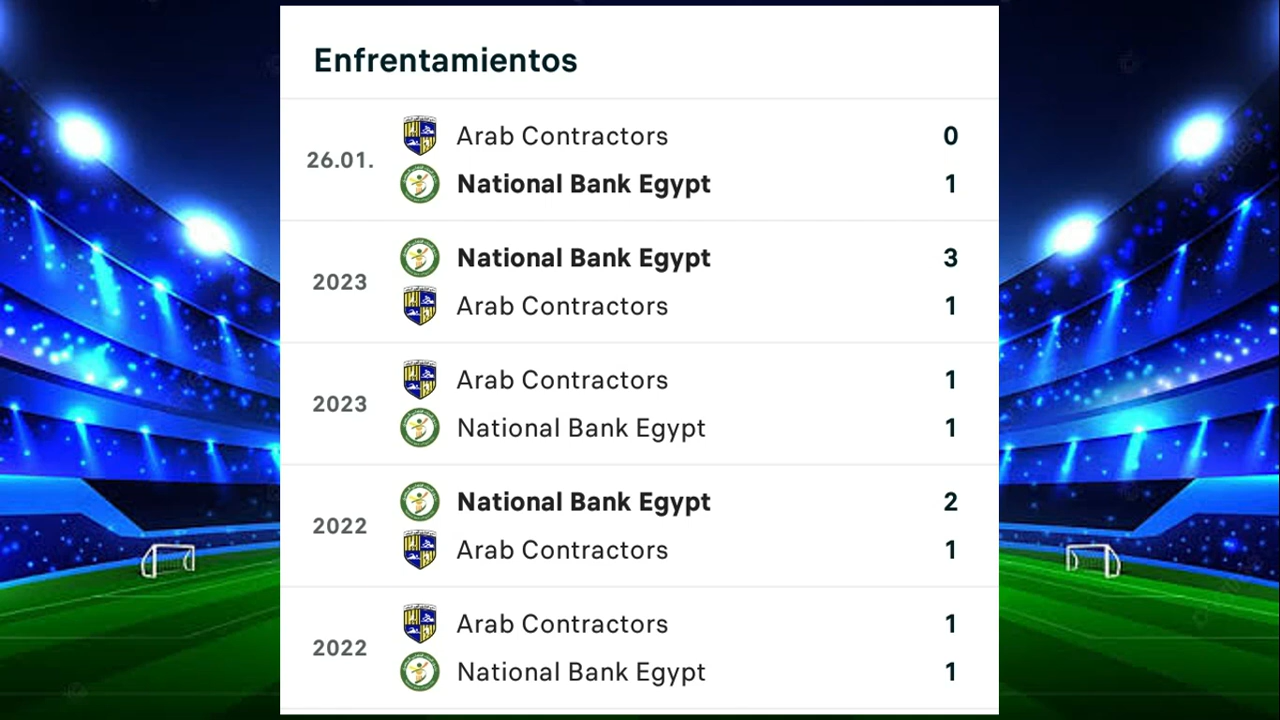 Enfrentamientos
26.01.
Arab Contractors 0
National Bank Egypt 1
2023
National Bank Egypt 3
Arab Contractors 1
2023
Arab Contractors 1
National Bank Egypt 1
2022
National Bank Egypt 2
Arab Contractors 1
2022
Arab Contractors 1
National Bank Egypt 1